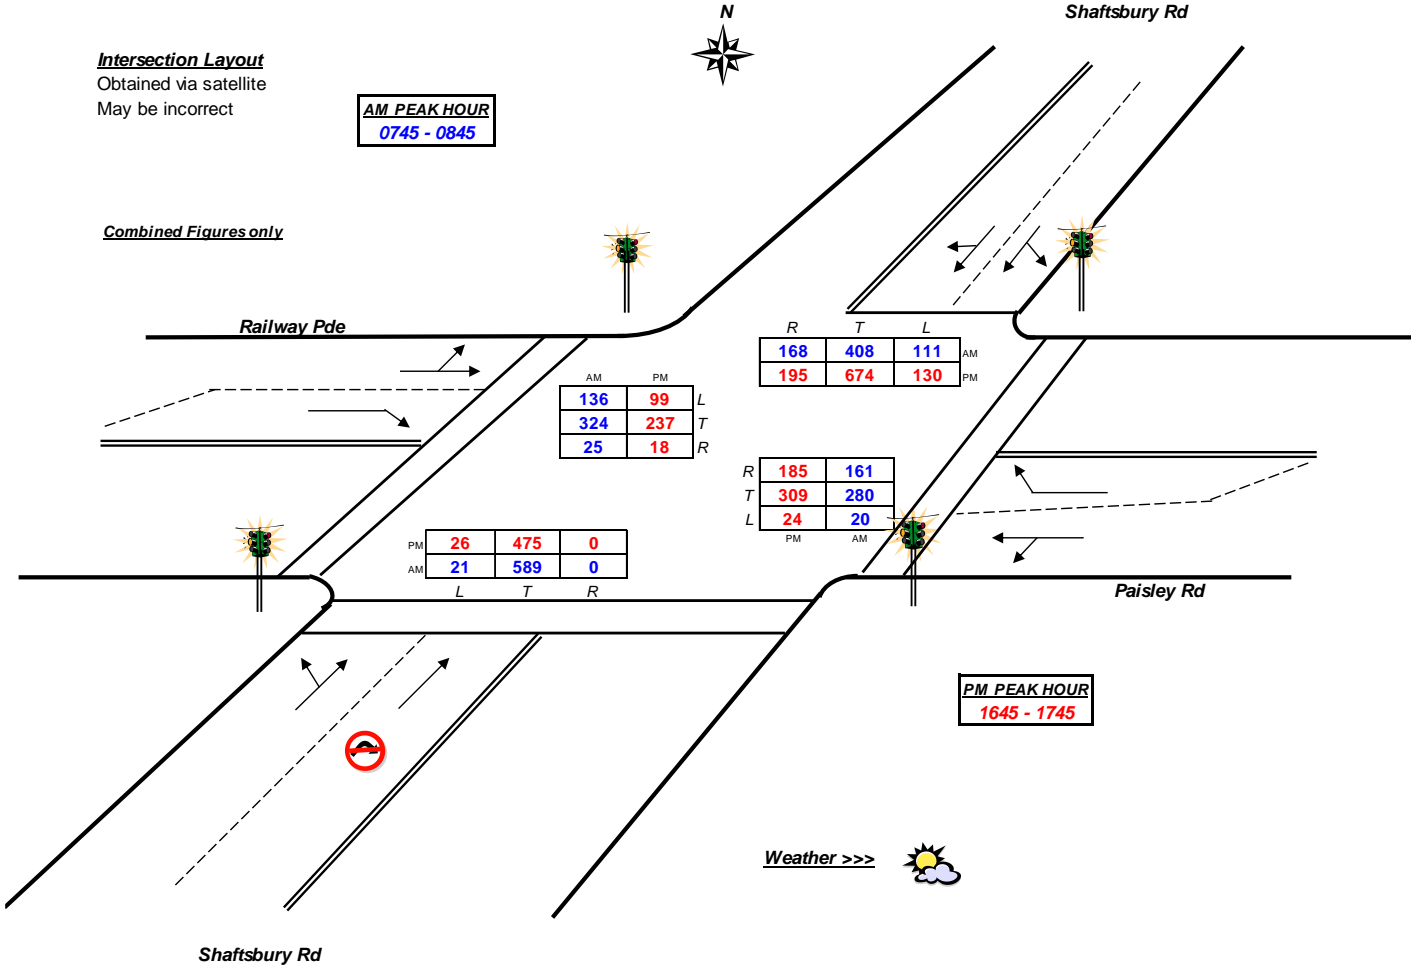 N
Shaftsbury Rd
Intersection Layout
Obtained via satellite
May be incorrect
AM PEAK HOUR
0745 - 0845
Combined Figures only
Railway Pde
R T L
168 408 111 AM
195 674 130 PM
AM PM
136 99 L
324 237 T
25 18 R
R 185 161
T 309 280
L 24 20
PM AM
PM 26 475 0
AM 21 589 0
L T R
Paisley Rd
PM PEAK HOUR
1645 - 1745
Weather >>>
Shaftsbury Rd